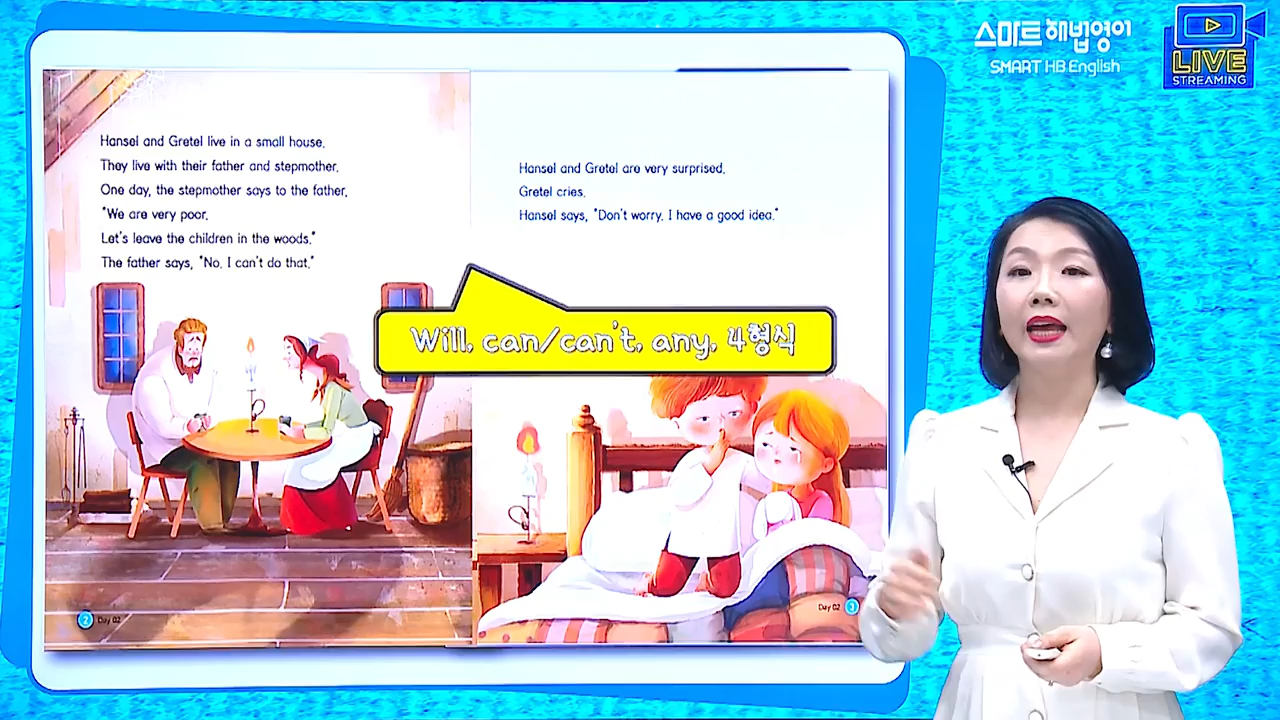 스마트 해법영어
SMART HB English
LIVE
STREAMING
Hansel and Gretel live in a small house.
They live with their father and stepmother.
One day, the stepmother says to the father,
"We are very poor.
Let's leave the children in the woods."
The father says, "No, I can't do that."
2
Day 02
Hansel and Gretel are very surprised.
Gretel cries.
Hansel says, "Don't worry. I have a good idea."
Will, can/can't, any, 4형식
Day 02
3